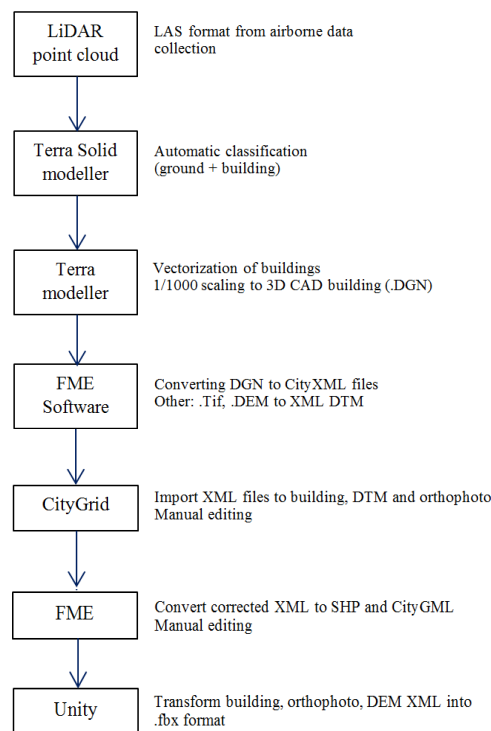 LiDAR
point cloud
LAS format from airborne data
collection
Terra Solid
modeller
Automatic classification
(ground + building)
Terra
modeller
Vectorization of buildings
1/1000 scaling to 3D CAD building (.DGN)
FME
Software
Converting DGN to CityXML files
Other: .Tif, .DEM to XML DTM
CityGrid
Import XML files to building, DTM and orthophoto
Manual editing
FME
Convert corrected XML to SHP and CityGML
Manual editing
Unity
Transform building, orthophoto, DEM XML into
.fbx format